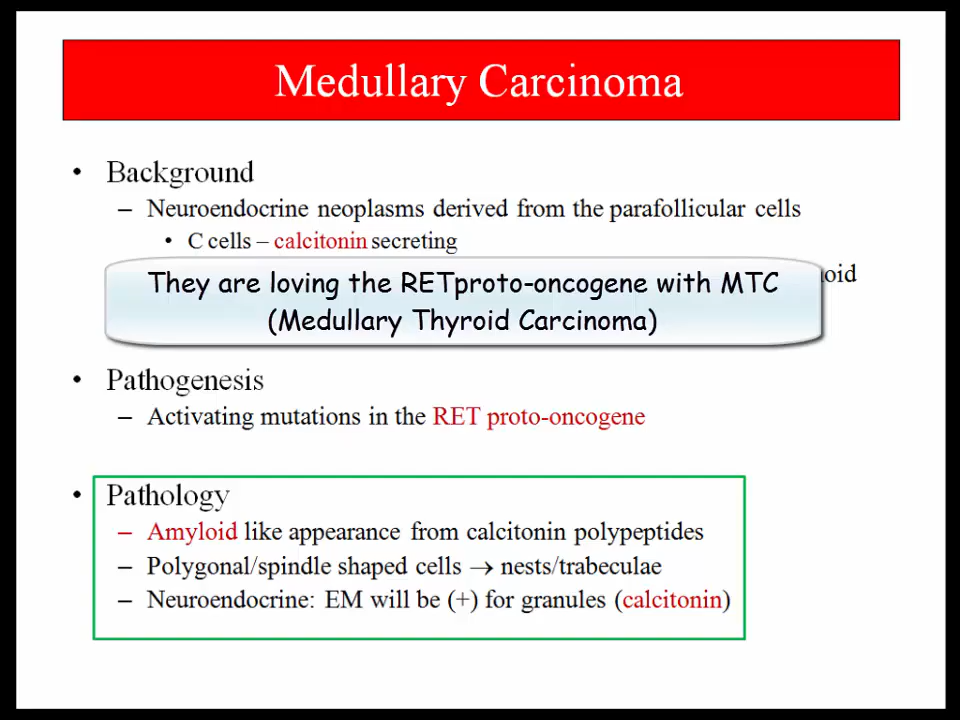 Medullary Carcinoma
• Background
– Neuroendocrine neoplasms derived from the parafollicular cells
• C cells – calcitonin secreting
They are loving the RETproto-oncogene with MTC
(Medullary Thyroid Carcinoma)
• Pathogenesis
– Activating mutations in the RET proto-oncogene
• Pathology
– Amyloid like appearance from calcitonin polypeptides
– Polygonal/spindle shaped cells → nests/trabeculae
– Neuroendocrine: EM will be (+) for granules (calcitonin)